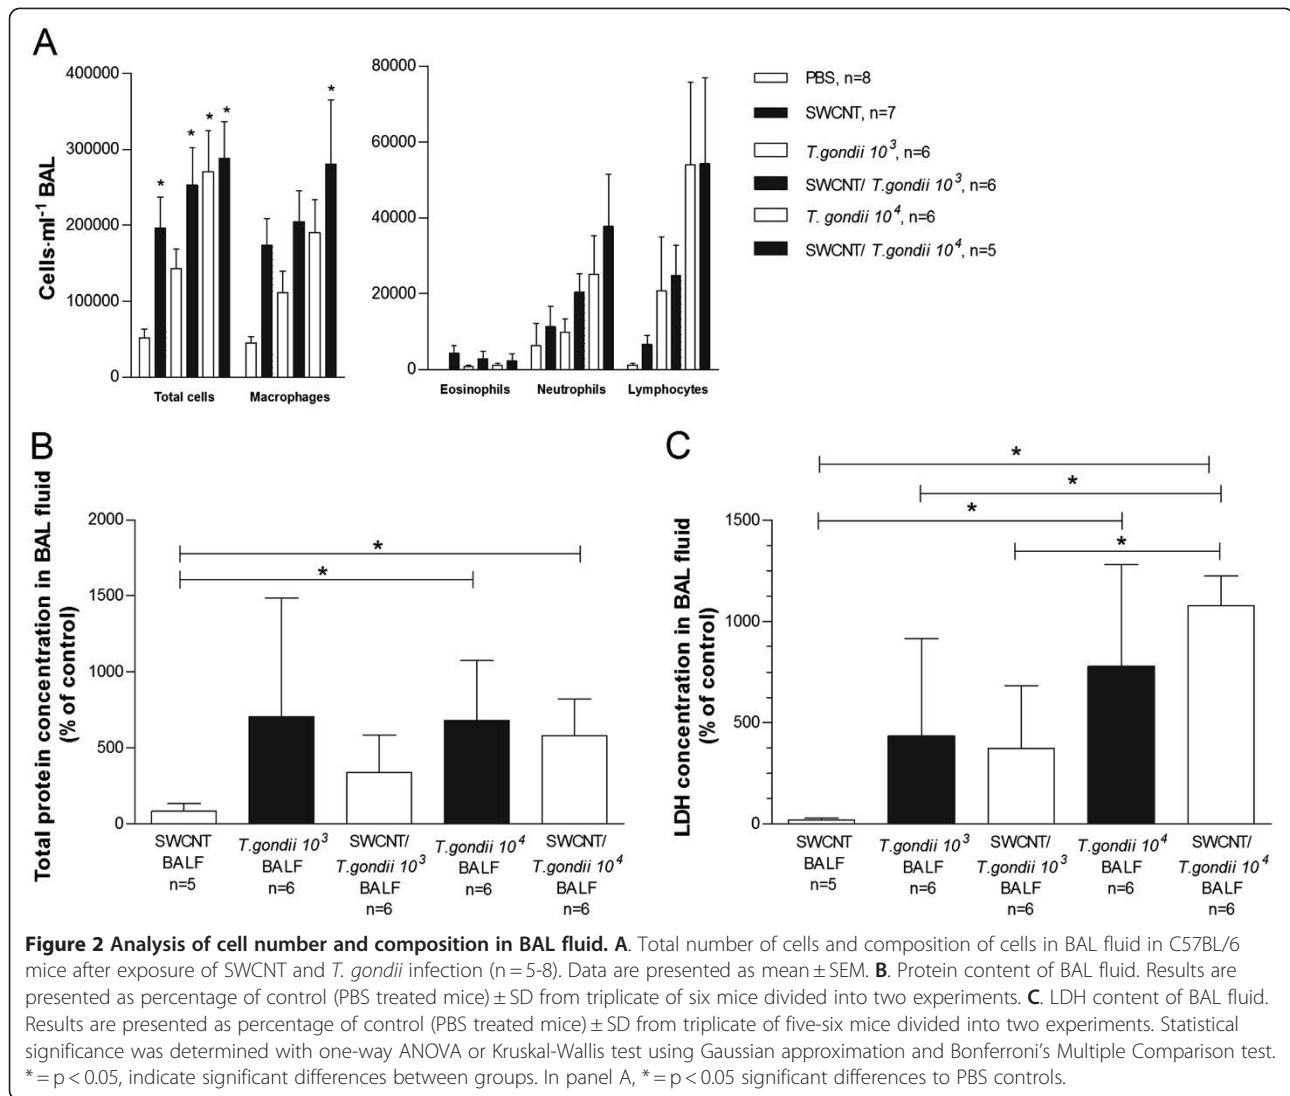 A
400000
300000
200000
100000
0
Cells·ml⁻¹ BAL
* * * * *
Total cells
Macrophages
80000
60000
40000
20000
0
Eosinophils
Neutrophils
Lymphocytes
PBS, n=8
SWCNT, n=7
T.gondii 10³, n=6
SWCNT/ T.gondii 10³, n=6
T. gondii 10⁴, n=6
SWCNT/ T.gondii 10⁴, n=5
B
Total protein concentration in BAL fluid
(% of control)
2000
1500
1000
500
0
*
*
SWCNT
BALF
n=5
T.gondii 10³
BALF
n=6
SWCNT/
T.gondii 10³
BALF
n=6
T.gondii 10⁴
BALF
n=6
SWCNT/
T.gondii 10⁴
BALF
n=6
C
LDH concentration in BAL fluid
(% of control)
1500
1000
500
0
*
*
*
*
SWCNT
BALF
n=5
T.gondii 10³
BALF
n=6
SWCNT/
T.gondii 10³
BALF
n=6
T.gondii 10⁴
BALF
n=6
SWCNT/
T.gondii 10⁴
BALF
n=6
Figure 2 Analysis of cell number and composition in BAL fluid. A. Total number of cells and composition of cells in BAL fluid in C57BL/6
mice after exposure of SWCNT and T. gondii infection (n = 5-8). Data are presented as mean ± SEM. B. Protein content of BAL fluid. Results are
presented as percentage of control (PBS treated mice) ± SD from triplicate of six mice divided into two experiments. C. LDH content of BAL fluid.
Results are presented as percentage of control (PBS treated mice) ± SD from triplicate of five-six mice divided into two experiments. Statistical
significance was determined with one-way ANOVA or Kruskal-Wallis test using Gaussian approximation and Bonferroni's Multiple Comparison test.
* = p < 0.05, indicate significant differences between groups. In panel A, * = p < 0.05 significant differences to PBS controls.